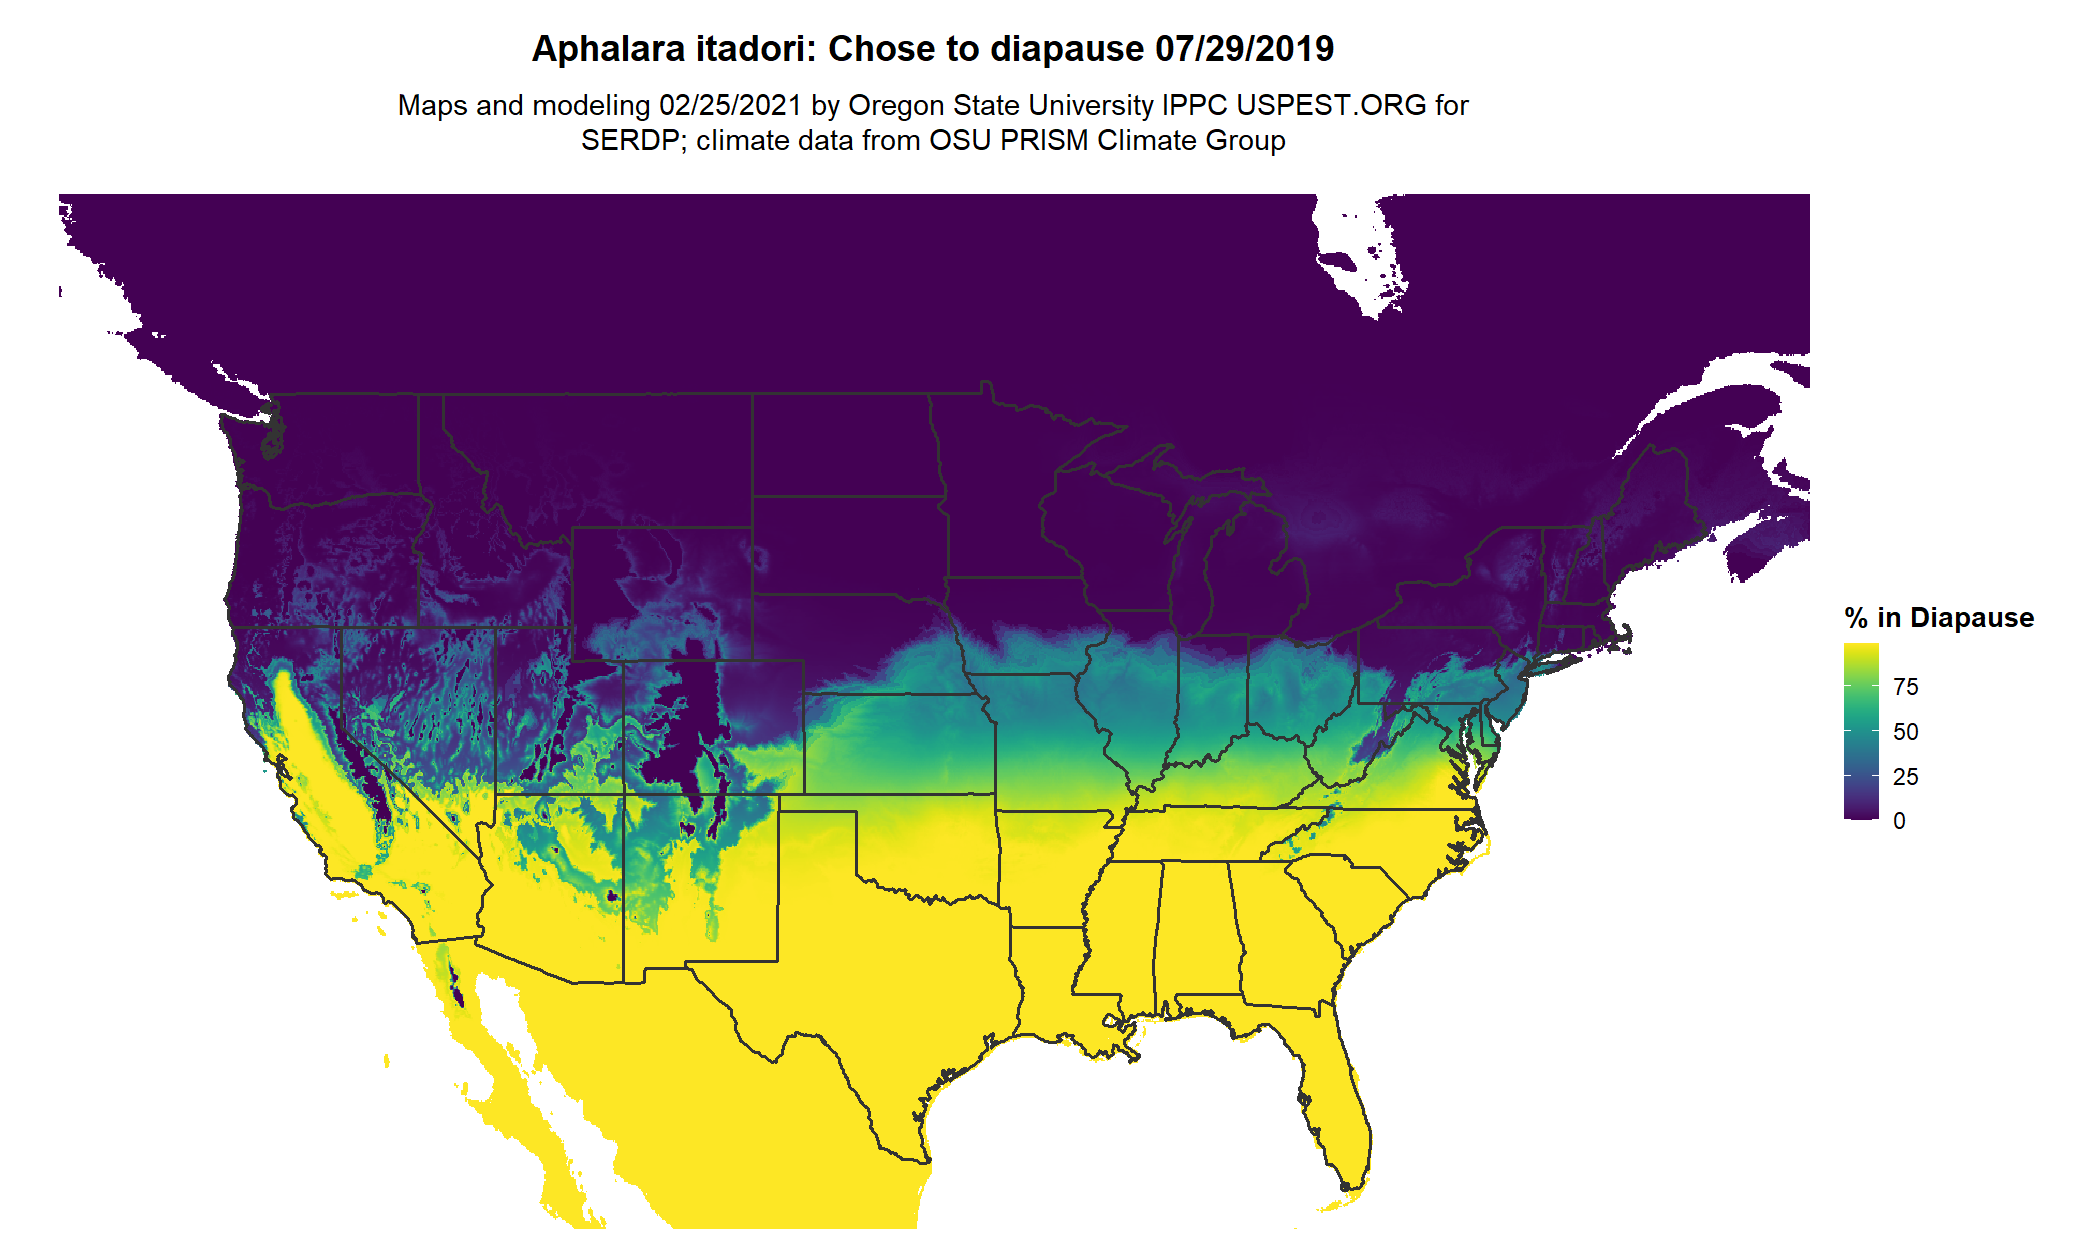 Aphalara itadori: Chose to diapause 07/29/2019
Maps and modeling 02/25/2021 by Oregon State University IPPC USPEST.ORG for
SERDP; climate data from OSU PRISM Climate Group
% in Diapause
75
50
25
0